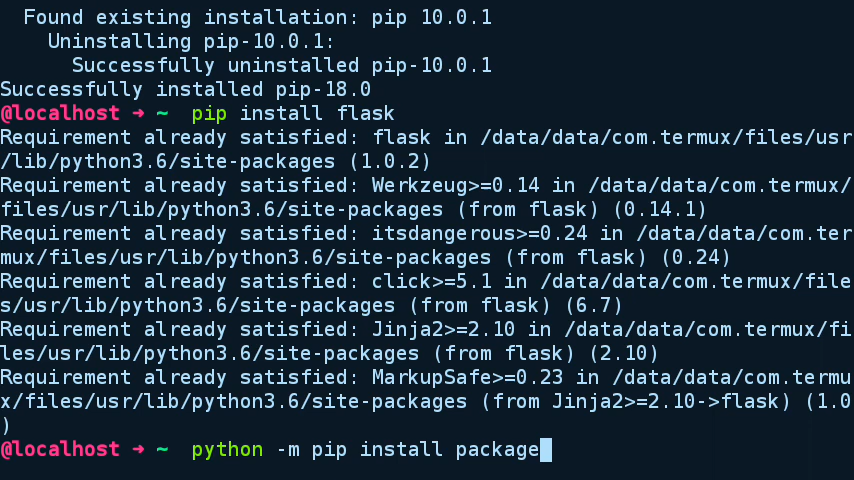 Found existing installation: pip 10.0.1
Uninstalling pip-10.0.1:
Successfully uninstalled pip-10.0.1
Successfully installed pip-18.0
@localhost ➜ ~ pip install flask
Requirement already satisfied: flask in /data/data/com.termux/files/usr
/lib/python3.6/site-packages (1.0.2)
Requirement already satisfied: Werkzeug>=0.14 in /data/data/com.termux/
files/usr/lib/python3.6/site-packages (from flask) (0.14.1)
Requirement already satisfied: itsdangerous>=0.24 in /data/data/com.ter
mux/files/usr/lib/python3.6/site-packages (from flask) (0.24)
Requirement already satisfied: click>=5.1 in /data/data/com.termux/file
s/usr/lib/python3.6/site-packages (from flask) (6.7)
Requirement already satisfied: Jinja2>=2.10 in /data/data/com.termux/fi
les/usr/lib/python3.6/site-packages (from flask) (2.10)
Requirement already satisfied: MarkupSafe>=0.23 in /data/data/com.termu
x/files/usr/lib/python3.6/site-packages (from Jinja2>=2.10->flask) (1.0
)
@localhost ➜ ~ python -m pip install package